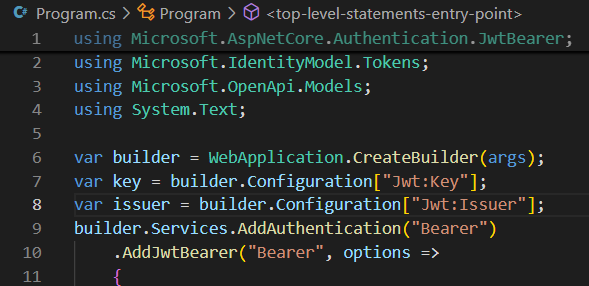 C# Program.cs > Program > <top-level-statements-entry-point>
1 using Microsoft.AspNetCore.Authentication.JwtBearer;
2 using Microsoft.IdentityModel.Tokens;
3 using Microsoft.OpenApi.Models;
4 using System.Text;
5
6 var builder = WebApplication.CreateBuilder(args);
7 var key = builder.Configuration["Jwt:Key"];
8 var issuer = builder.Configuration["Jwt:Issuer"];
9 builder.Services.AddAuthentication("Bearer")
10 .AddJwtBearer("Bearer", options =>
11 {